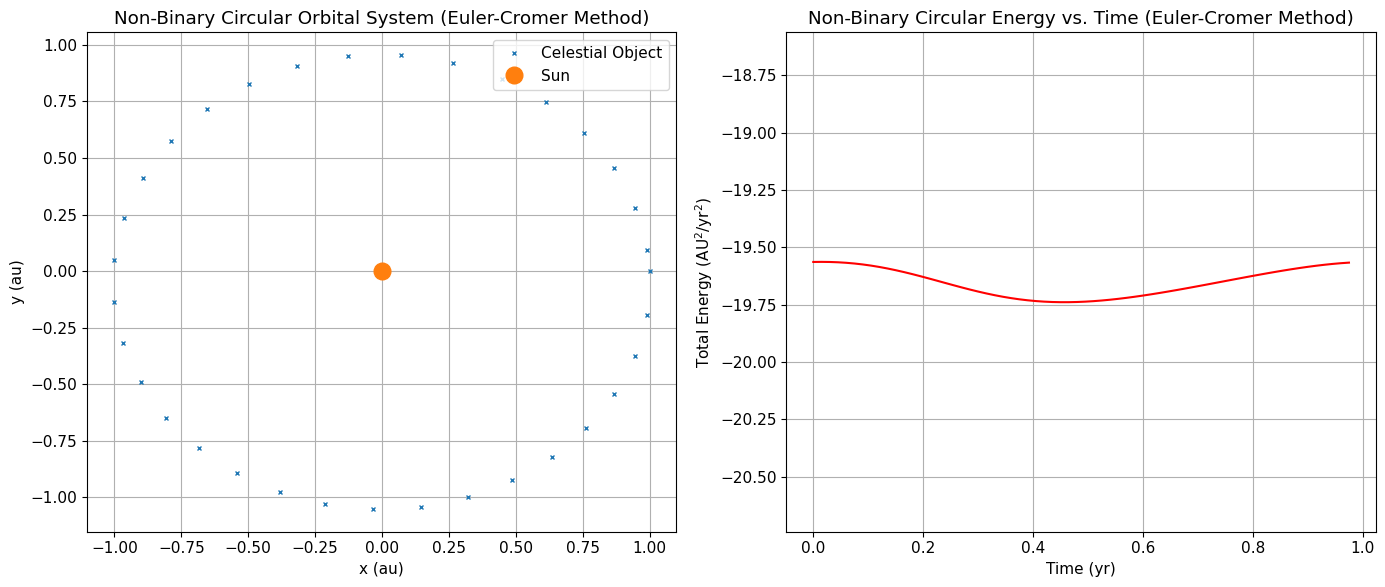 Non-Binary Circular Orbital System (Euler-Cromer Method)
1.00
0.75
0.50
0.25
0.00
−0.25
−0.50
−0.75
−1.00
y (au)
−1.00 −0.75 −0.50 −0.25 0.00 0.25 0.50 0.75 1.00
x (au)
Celestial Object
Sun
Non-Binary Circular Energy vs. Time (Euler-Cromer Method)
−18.75
−19.00
−19.25
−19.50
−19.75
−20.00
−20.25
−20.50
Total Energy (AU²/yr²)
0.0 0.2 0.4 0.6 0.8 1.0
Time (yr)